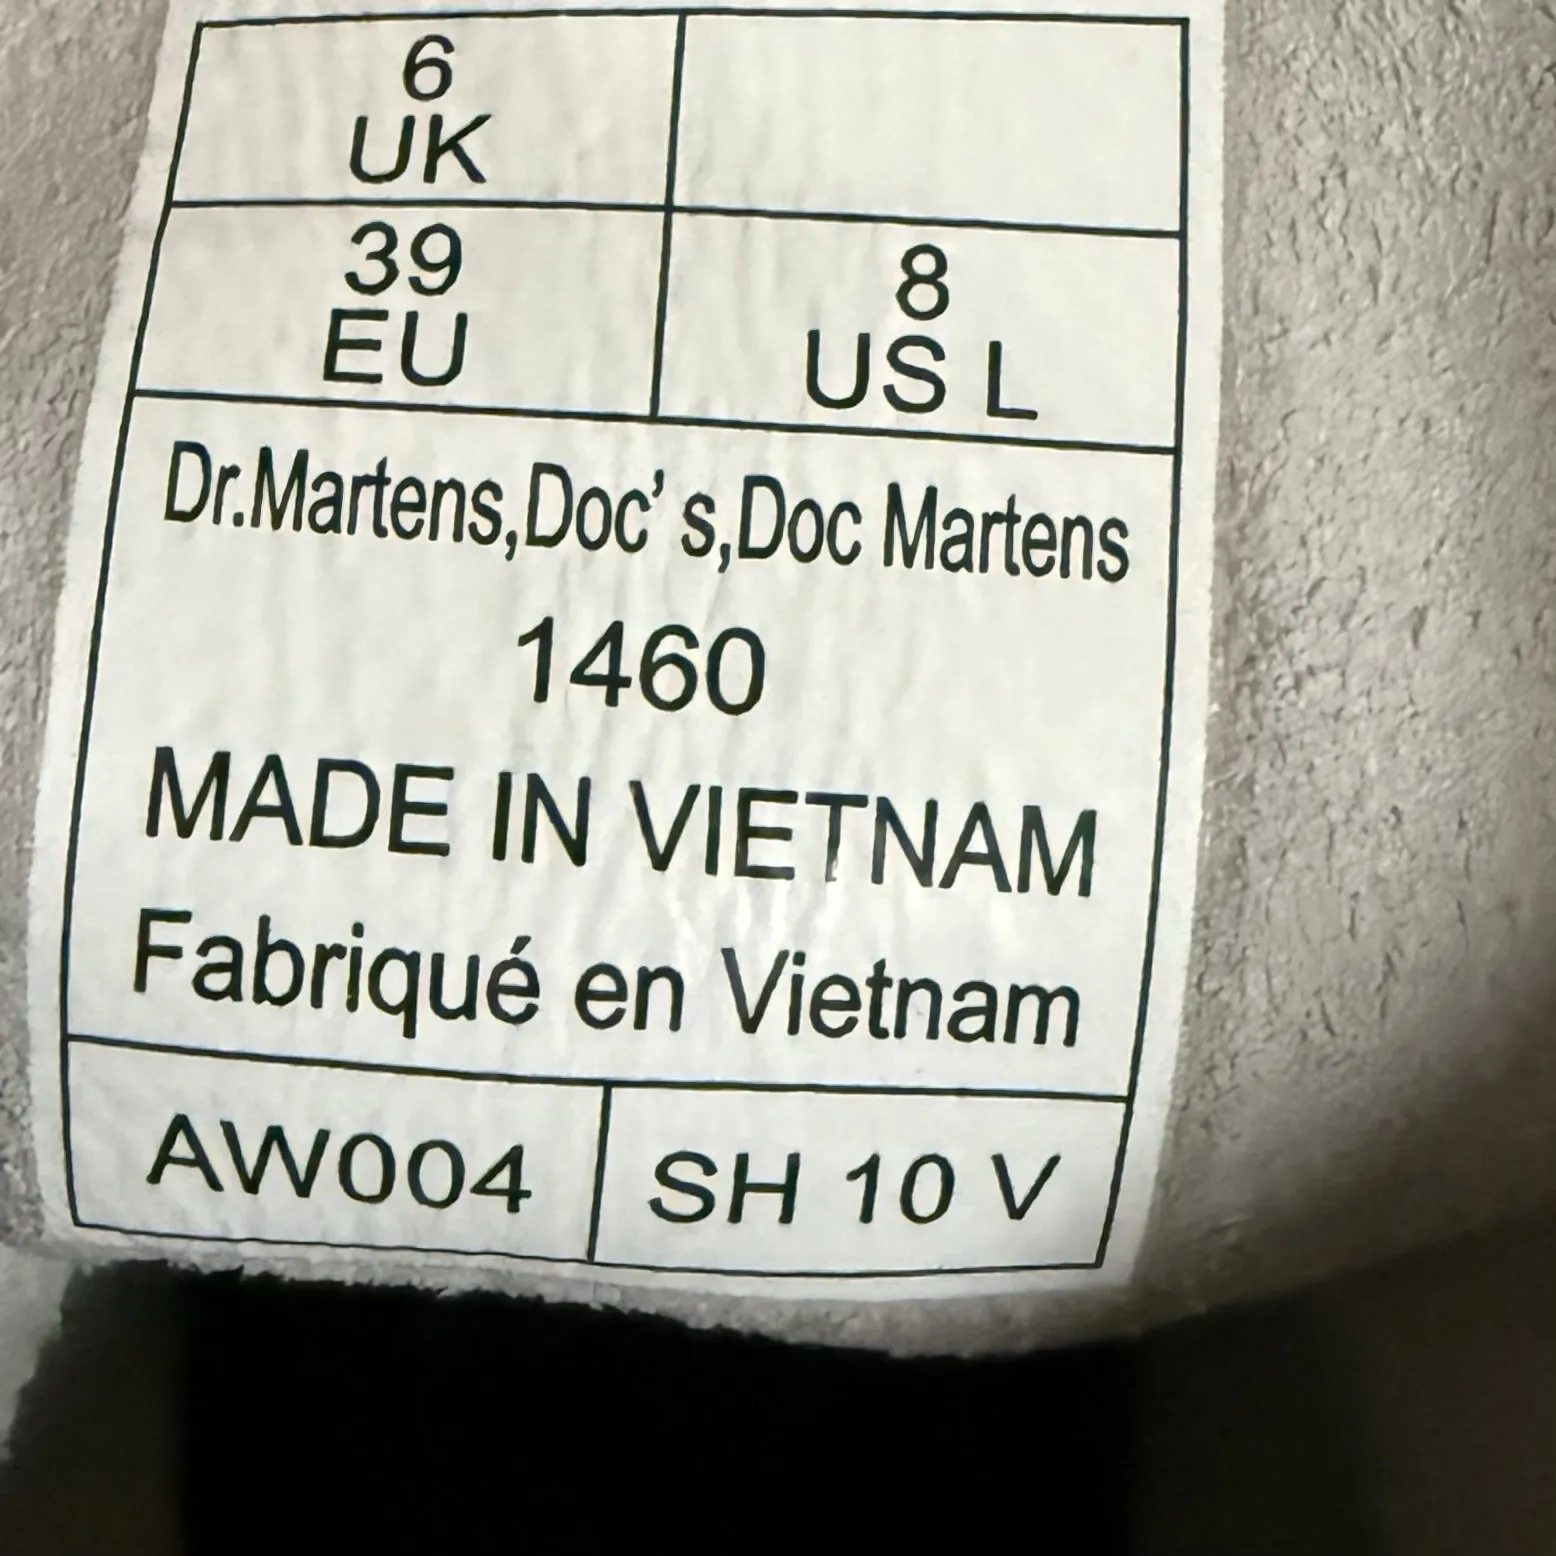 6
UK
39
EU
8
US L
Dr.Martens,Doc' s,Doc Martens
1460
MADE IN VIETNAM
Fabriqué en Vietnam
AW004
SH 10 V